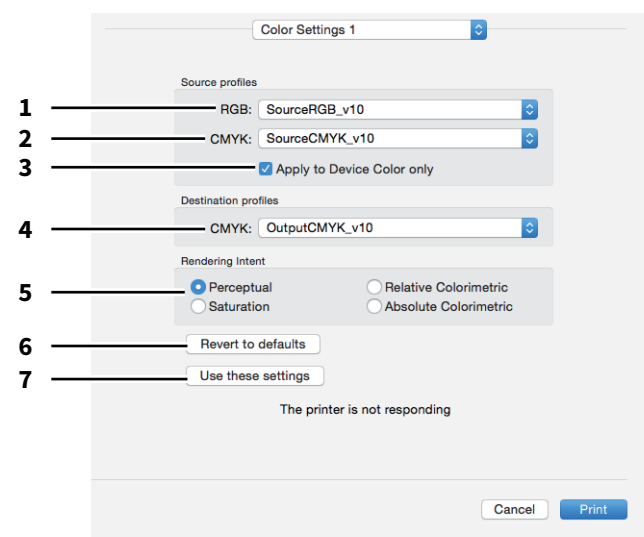 Color Settings 1
Source profiles
1 RGB: SourceRGB_v10
2 CMYK: SourceCMYK_v10
3 Apply to Device Color only
Destination profiles
4 CMYK: OutputCMYK_v10
Rendering Intent
5 Perceptual Relative Colorimetric
Saturation Absolute Colorimetric
6 Revert to defaults
7 Use these settings
The printer is not responding
Cancel Print